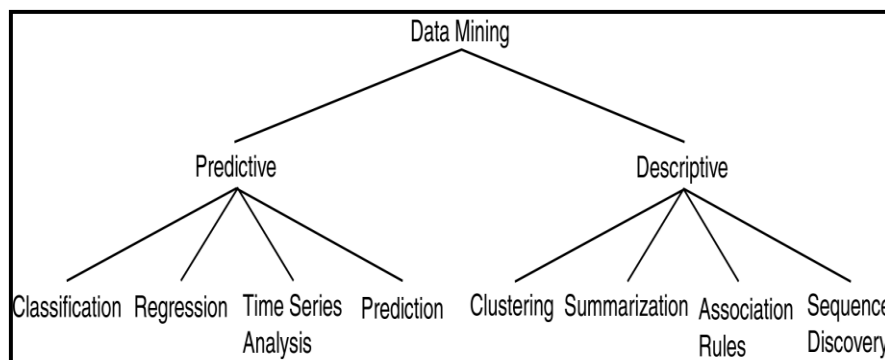 Data Mining
Predictive
Descriptive
Classification
Regression
Time Series
Analysis
Prediction
Clustering
Summarization
Association
Rules
Sequence
Discovery